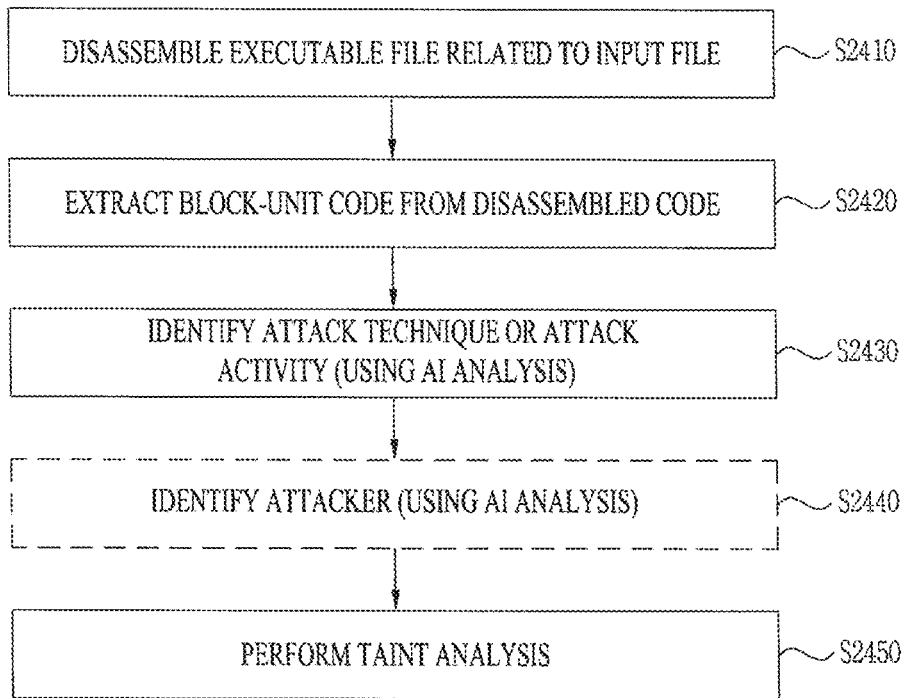 DISASSEMBLE EXECUTABLE FILE RELATED TO INPUT FILE
S2410
EXTRACT BLOCK-UNIT CODE FROM DISASSEMBLED CODE
S2420
IDENTIFY ATTACK TECHNIQUE OR ATTACK
ACTIVITY (USING AI ANALYSIS)
S2430
IDENTIFY ATTACKER (USING AI ANALYSIS)
S2440
PERFORM TAINT ANALYSIS
S2450